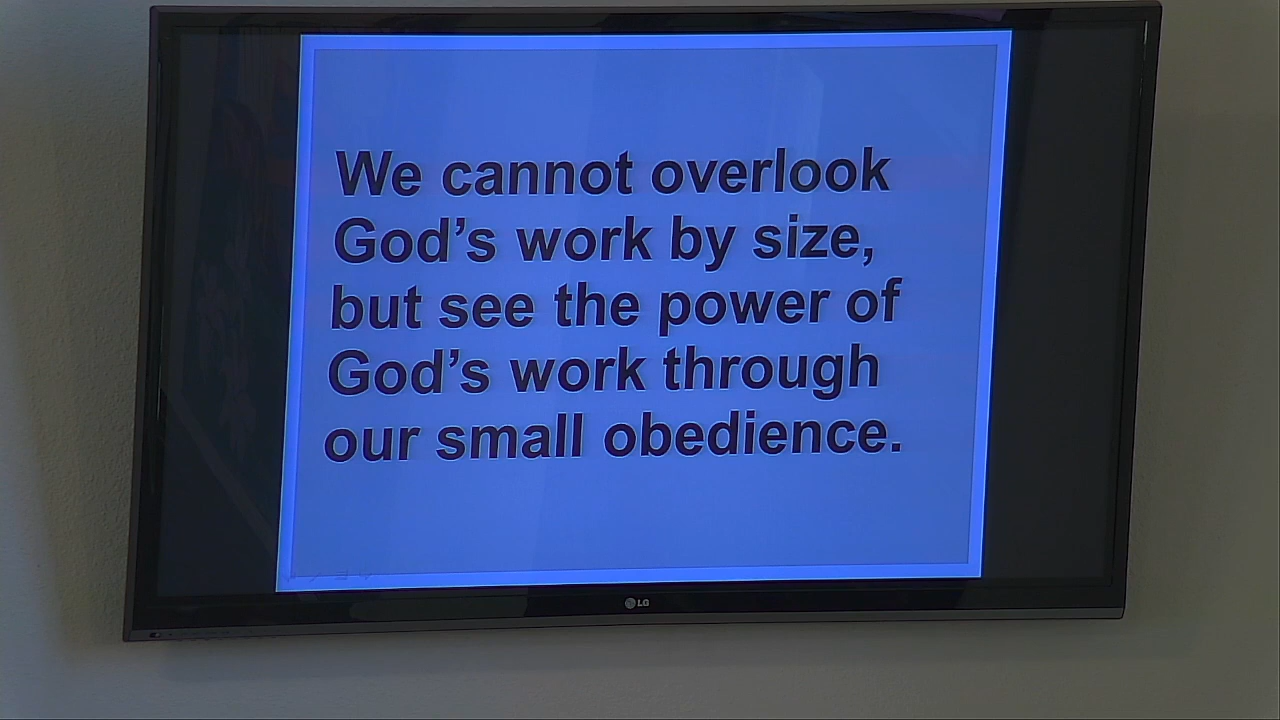 We cannot overlook
God’s work by size,
but see the power of
God’s work through
our small obedience.
LG